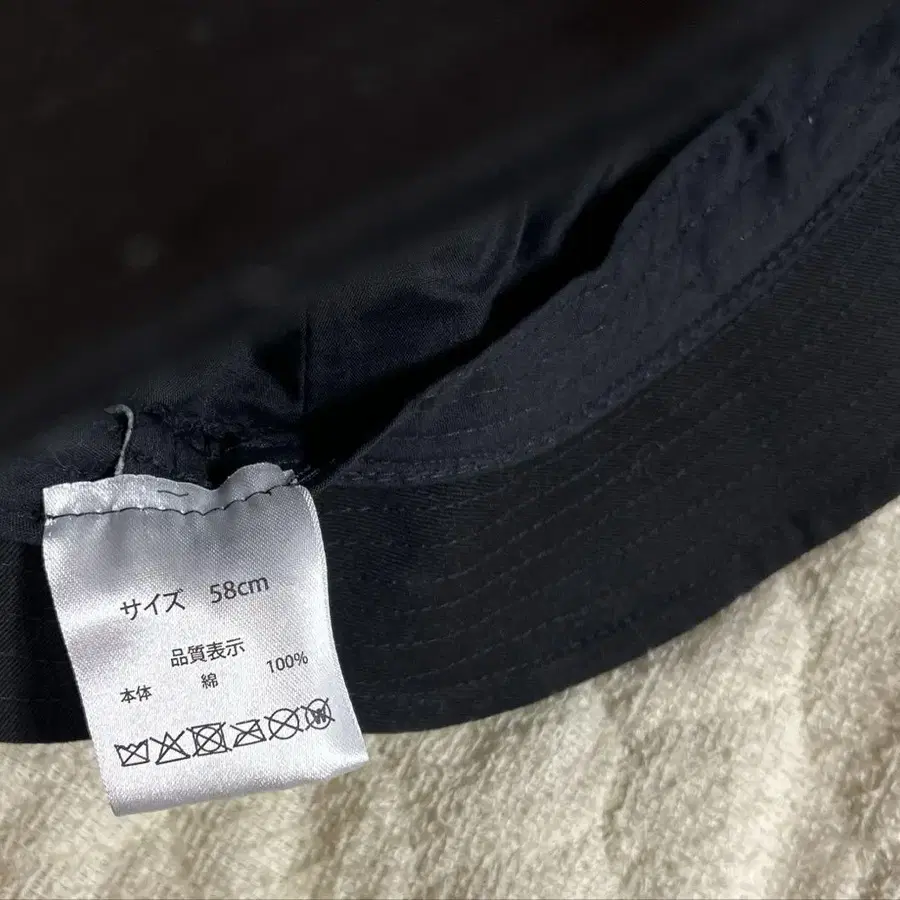 サイズ 58cm
品質表示
本体 綿 100%